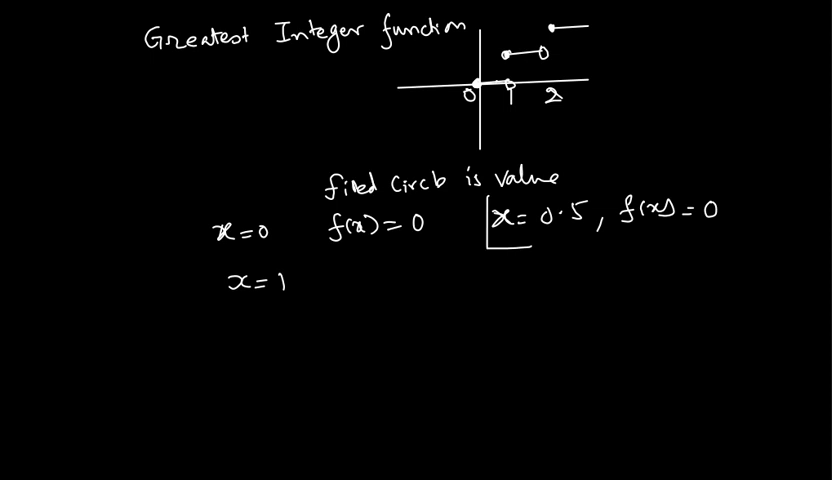 Greatest Integer function
0 1 2
filled circle is value
x=0 f(x)=0 x=0.5, f(x)=0
x=1